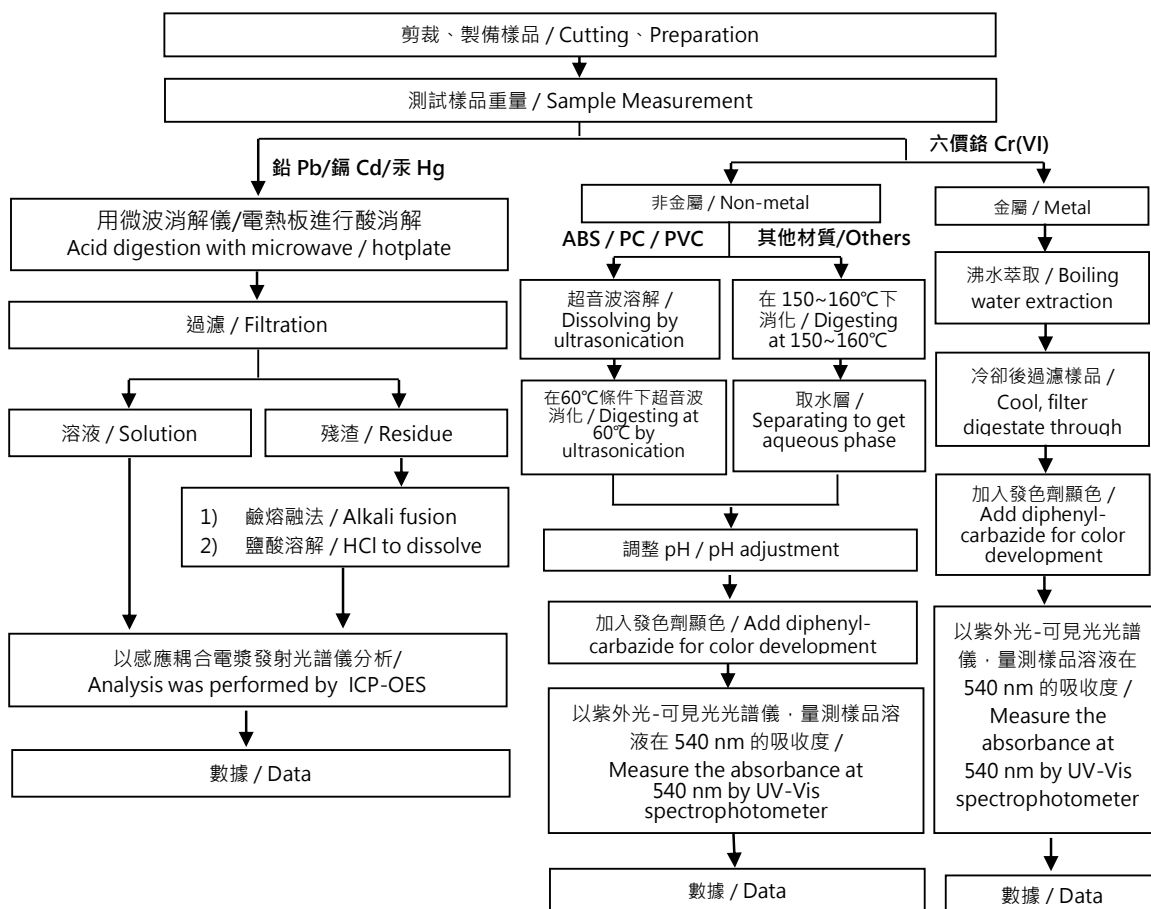 剪裁、製備樣品 / Cutting、Preparation
測試樣品重量 / Sample Measurement
鉛 Pb/鎘 Cd/汞 Hg
六價鉻 Cr(VI)
用微波消解儀/電熱板進行酸消解
Acid digestion with microwave / hotplate
過濾 / Filtration
溶液 / Solution
殘渣 / Residue
1) 鹼熔融法 / Alkali fusion
2) 鹽酸溶解 / HCl to dissolve
以感應耦合電漿發射光譜儀分析/
Analysis was performed by ICP-OES
數據 / Data
非金屬 / Non-metal
ABS / PC / PVC
其他材質/Others
超音波溶解 /
Dissolving by
ultrasonication
在60℃條件下超音波
消化 / Digesting at
60℃ by
ultrasonication
在 150~160℃下
消化 / Digesting
at 150~160℃
取水層 /
Separating to get
aqueous phase
調整 pH / pH adjustment
加入發色劑顯色 / Add diphenyl-
carbazide for color development
以紫外光-可見光光譜儀，量測樣品溶
液在 540 nm 的吸收度 /
Measure the absorbance at
540 nm by UV-Vis
spectrophotometer
數據 / Data
金屬 / Metal
沸水萃取 / Boiling
water extraction
冷卻後過濾樣品 /
Cool, filter
digestate through
加入發色劑顯色 /
Add diphenyl-
carbazide for color
development
以紫外光-可見光光譜
儀，量測樣品溶液在
540 nm 的吸收度 /
Measure the
absorbance at
540 nm by UV-Vis
spectrophotometer
數據 / Data